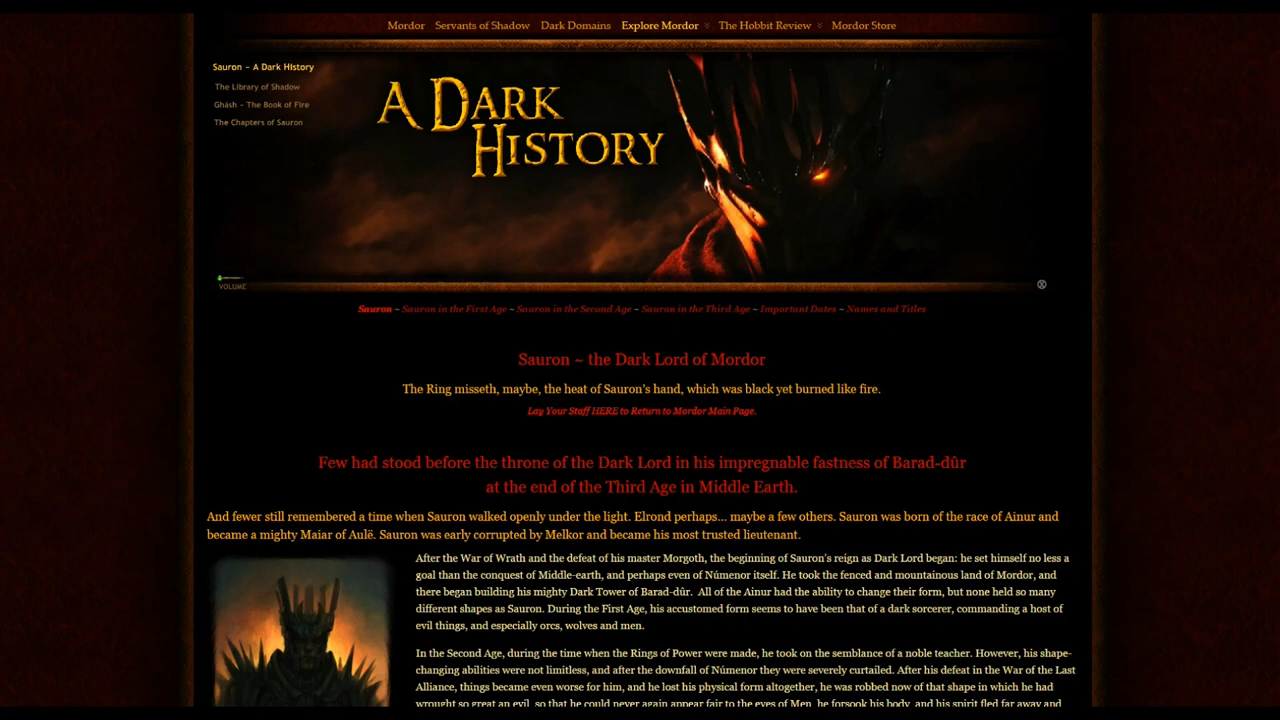 Mordor Servants of Shadow Dark Domains Explore Mordor The Hobbit Review Mordor Store
Sauron – A Dark History
The Library of Shadow
Ghâsh – The Book of Fire
The Chapters of Sauron
A Dark
History
VOLUME
Sauron ~ Sauron in the First Age ~ Sauron in the Second Age ~ Sauron in the Third Age ~ Important Dates ~ Names and Titles
Sauron ~ the Dark Lord of Mordor
The Ring misseth, maybe, the heat of Sauron's hand, which was black yet burned like fire.
Lay Your Staff HERE to Return to Mordor Main Page.
Few had stood before the throne of the Dark Lord in his impregnable fastness of Barad-dûr
at the end of the Third Age in Middle Earth.
And fewer still remembered a time when Sauron walked openly under the light. Elrond perhaps... maybe a few others. Sauron was born of the race of Ainur and
became a mighty Maiar of Aulë. Sauron was early corrupted by Melkor and became his most trusted lieutenant.
After the War of Wrath and the defeat of his master Morgoth, the beginning of Sauron's reign as Dark Lord began: he set himself no less a
goal than the conquest of Middle-earth, and perhaps even of Númenor itself. He took the fenced and mountainous land of Mordor, and
there began building his mighty Dark Tower of Barad-dûr. All of the Ainur had the ability to change their form, but none held so many
different shapes as Sauron. During the First Age, his accustomed form seems to have been that of a dark sorcerer, commanding a host of
evil things, and especially orcs, wolves and men.
In the Second Age, during the time when the Rings of Power were made, he took on the semblance of a noble teacher. However, his shape-
changing abilities were not limitless, and after the downfall of Númenor they were severely curtailed. After his defeat in the War of the Last
Alliance, things became even worse for him, and he lost his physical form altogether, he was robbed now of that shape in which he had
wrought so great an evil, so that he could never again appear fair to the eyes of Men, he forsook his body, and his spirit fled far away and